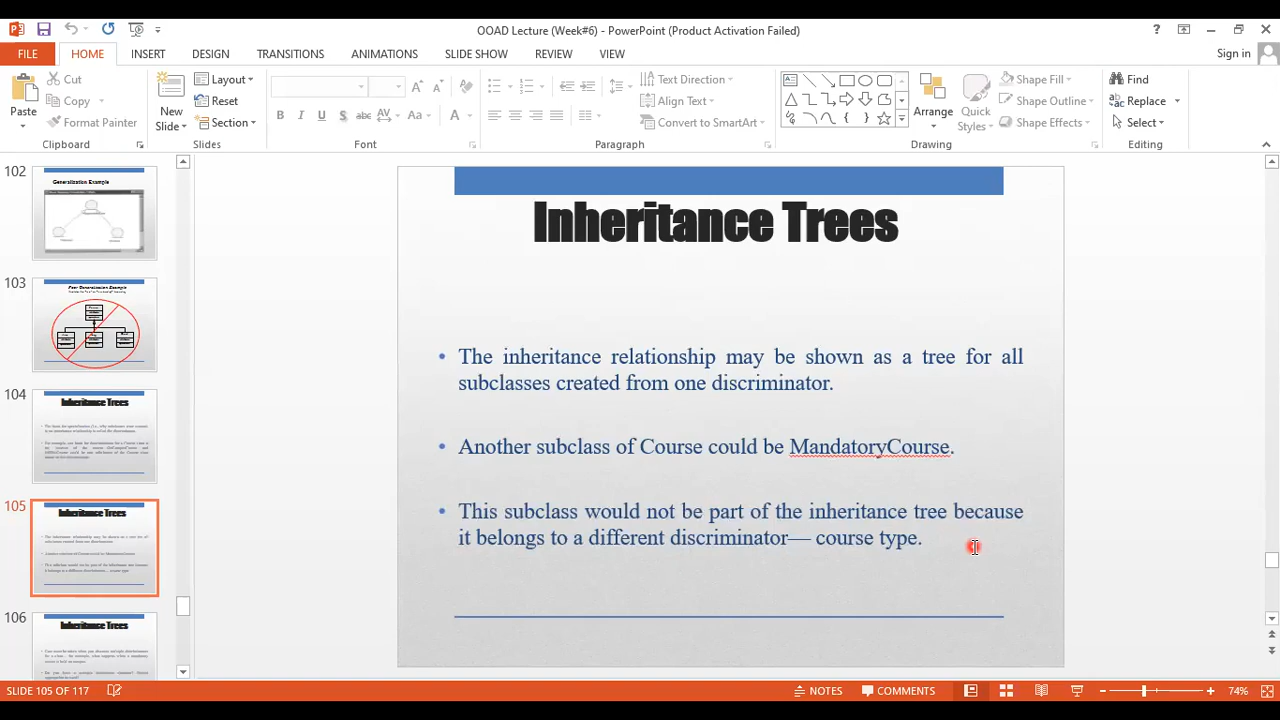 OOAD Lecture (Week#6) - PowerPoint (Product Activation Failed)
FILE HOME INSERT DESIGN TRANSITIONS ANIMATIONS SLIDE SHOW REVIEW VIEW Sign in
Paste Cut Copy Format Painter
Clipboard
New Slide Layout Reset Section
Slides
Font
Text Direction Align Text Convert to SmartArt
Paragraph
Arrange Quick Styles Shape Fill Shape Outline Shape Effects
Drawing
Find Replace Select
Editing
102
Generalization Example
103
Poor Generalization Example
104
Inheritance Trees
105
Inheritance Trees
106
Inheritance Trees
Inheritance Trees
• The inheritance relationship may be shown as a tree for all
subclasses created from one discriminator.
• Another subclass of Course could be MandatoryCourse.
• This subclass would not be part of the inheritance tree because
it belongs to a different discriminator— course type.
SLIDE 105 OF 117 NOTES COMMENTS 74%